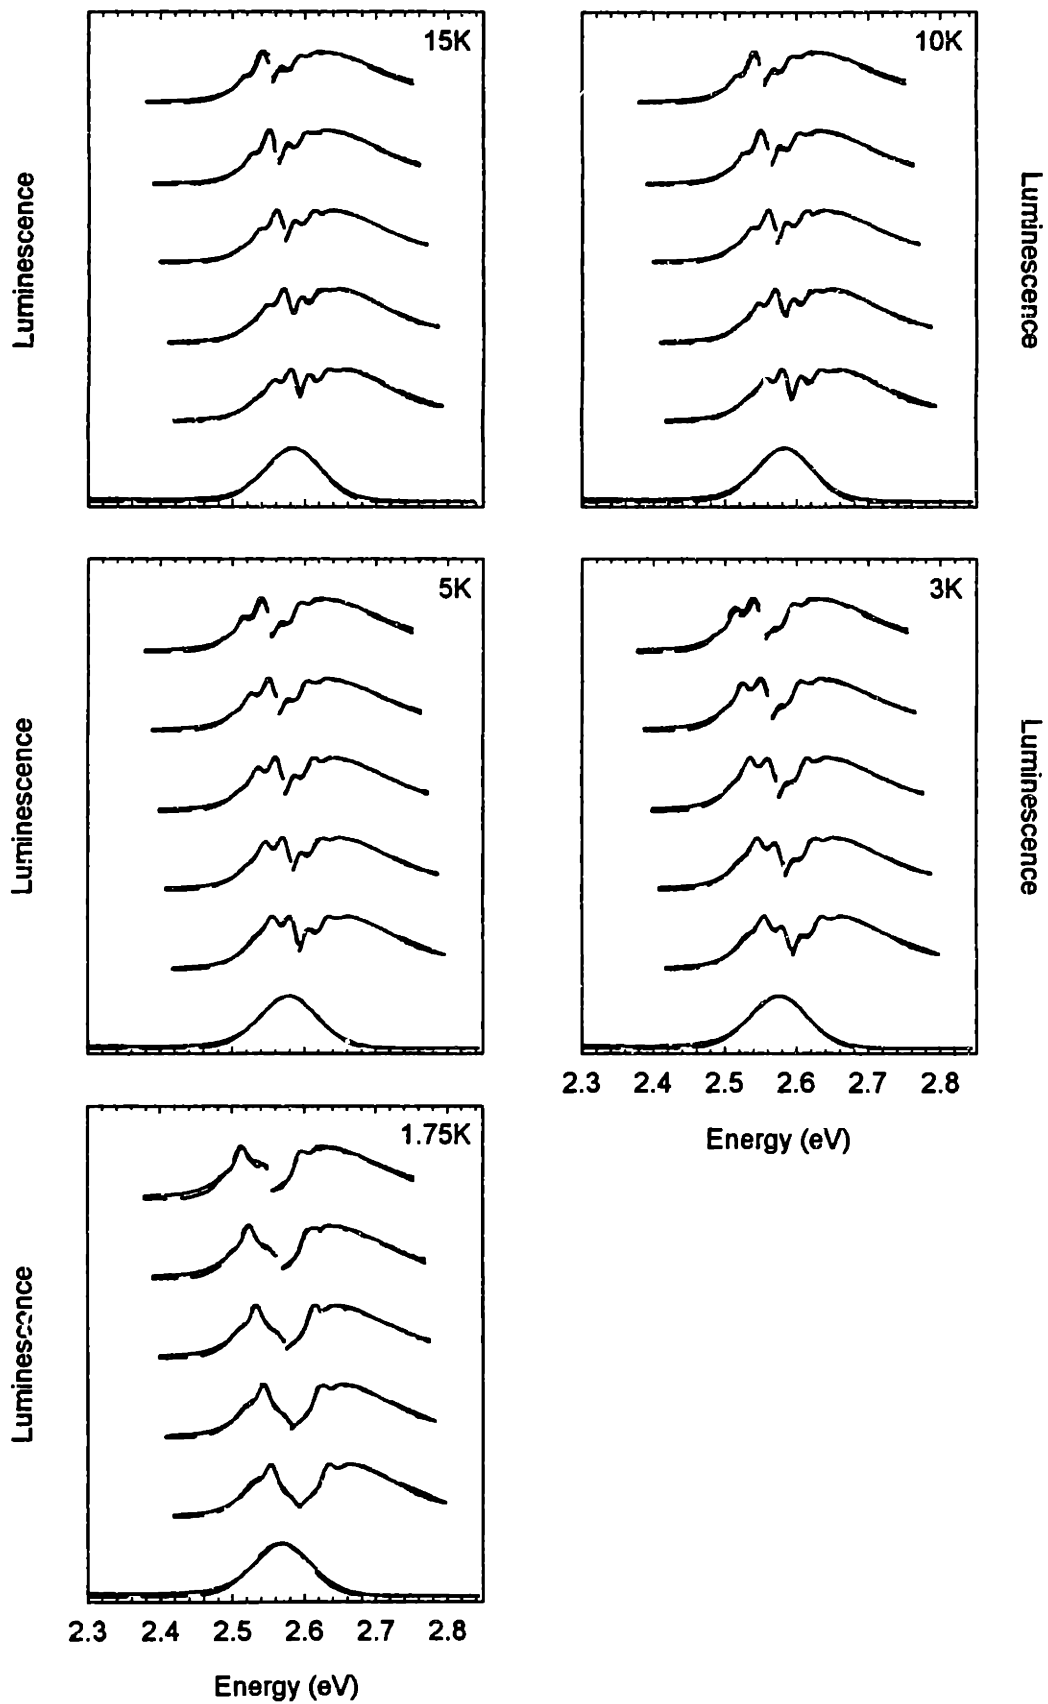 15K
10K
Luminescence
Luminescence
5K
3K
Luminescence
Luminescence
2.3 2.4 2.5 2.6 2.7 2.8
Energy (eV)
1.75K
Luminescence
2.3 2.4 2.5 2.6 2.7 2.8
Energy (eV)